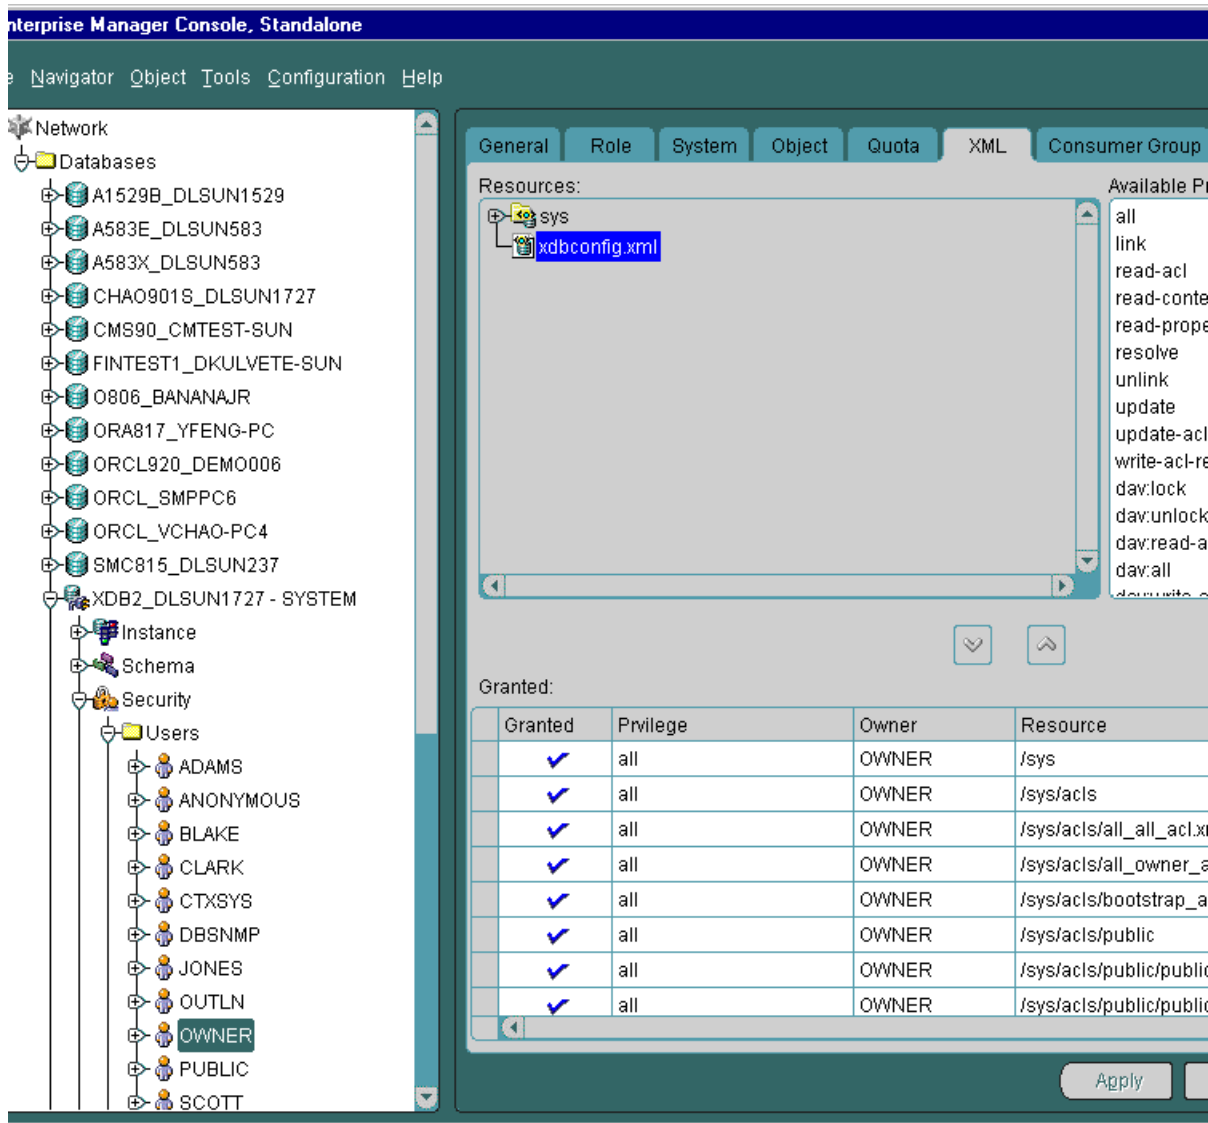 nterprise Manager Console, Standalone
e Navigator Object Tools Configuration Help
Network
Databases
A1529B_DLSUN1529
A583E_DLSUN583
A583X_DLSUN583
CHAO901S_DLSUN1727
CMS90_CMTEST-SUN
FINTEST1_DKULVETE-SUN
O806_BANANAJR
ORA817_YFENG-PC
ORCL920_DEMO006
ORCL_SMPPC6
ORCL_VCHAO-PC4
SMC815_DLSUN237
XDB2_DLSUN1727 - SYSTEM
Instance
Schema
Security
Users
ADAMS
ANONYMOUS
BLAKE
CLARK
CTXSYS
DBSNMP
JONES
OUTLN
OWNER
PUBLIC
SCOTT
General Role System Object Quota XML Consumer Group
Resources:
sys
xdbconfig.xml
Available Pr
all
link
read-acl
read-conte
read-prope
resolve
unlink
update
update-acl
write-acl-re
dav:lock
dav:unlock
dav:read-a
dav:all
Granted:
Granted Prvilege Owner Resource
all OWNER /sys
all OWNER /sys/acls
all OWNER /sys/acls/all_all_acl.x
all OWNER /sys/acls/all_owner_a
all OWNER /sys/acls/bootstrap_a
all OWNER /sys/acls/public
all OWNER /sys/acls/public/public
all OWNER /sys/acls/public/public
Apply